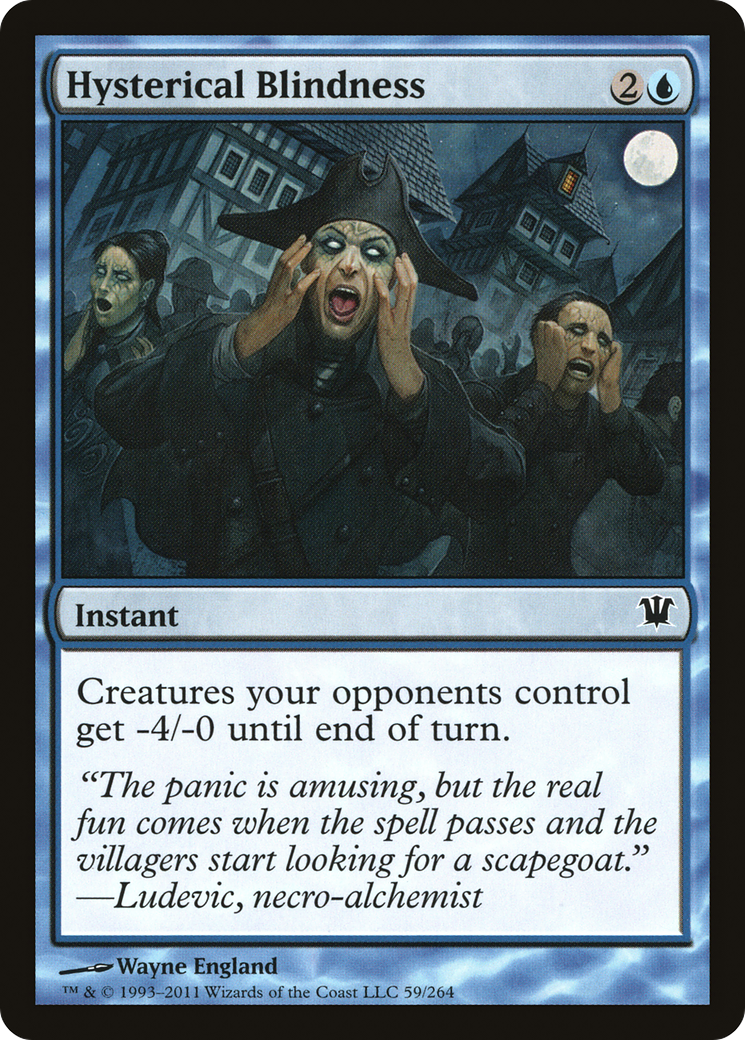 Hysterical Blindness 2
Instant
Creatures your opponents control
get -4/-0 until end of turn.
“The panic is amusing, but the real
fun comes when the spell passes and the
villagers start looking for a scapegoat.”
—Ludevic, necro-alchemist
Wayne England
™ & © 1993–2011 Wizards of the Coast LLC 59/264